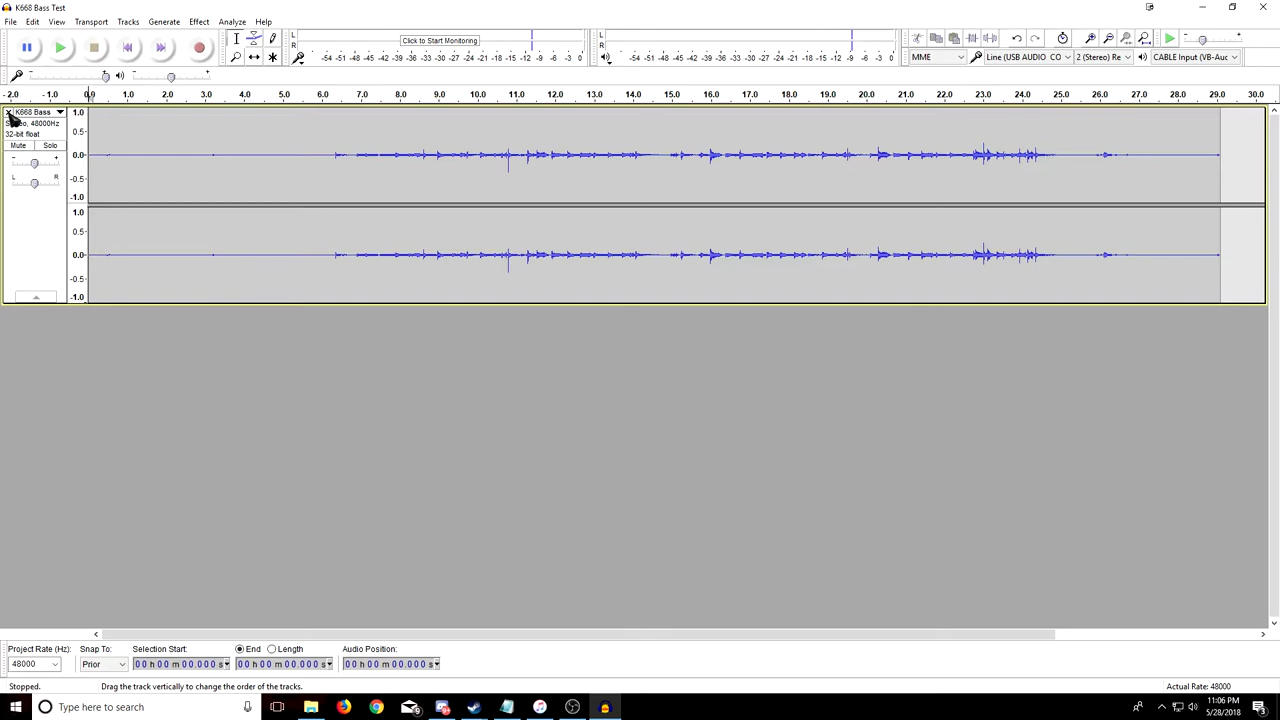 K668 Bass Test
File Edit View Transport Tracks Generate Effect Analyze Help
L
R
Click to Start Monitoring
-54 -51 -48 -45 -42
-18 -15 -12 -9 -6 -3 0
L
R
-54 -51 -48 -45 -42 -39 -36 -33 -30 -27 -24 -21 -18 -15 -12 -9 -6 -3 0
MME
Line (USB AUDIO CO
2 (Stereo) Re
CABLE Input (VB-Auc
-2.0 -1.0 0.0 1.0 2.0 3.0 4.0 5.0 6.0 7.0 8.0 9.0 10.0 11.0 12.0 13.0 14.0 15.0 16.0 17.0 18.0 19.0 20.0 21.0 22.0 23.0 24.0 25.0 26.0 27.0 28.0 29.0 30.0
K668 Bass
48000Hz
32-bit float
Mute Solo
- +
L R
1.0
0.5
0.0
-0.5
-1.0
1.0
0.5
0.0
-0.5
-1.0
Project Rate (Hz): Snap To: Selection Start: End Length Audio Position:
48000 Prior 00 h 00 m 00.000 s 00 h 00 m 00.000 s 00 h 00 m 00.000 s
Stopped. Drag the track vertically to change the order of the tracks. Actual Rate: 48000
Type here to search
9
11:06 PM
5/28/2018
3